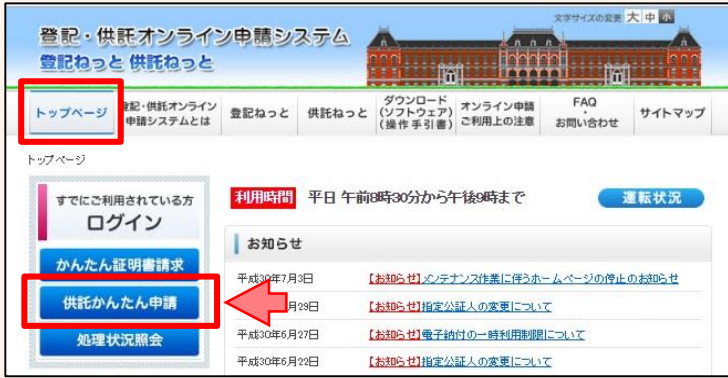 登記・供託オンライン申請システム
登記ねっと 供託ねっと
文字サイズの変更 大 中 小
トップページ
登記・供託オンライン
申請システムとは
登記ねっと
供託ねっと
ダウンロード
(ソフトウェア)
(操作手引書)
オンライン申請
ご利用上の注意
FAQ
・
お問い合わせ
サイトマップ
トップページ
すでにご利用されている方
ログイン
かんたん証明書請求
供託かんたん申請
処理状況照会
利用時間 平日 午前8時30分から午後9時まで
運転状況
お知らせ
平成30年7月3日 【お知らせ】メンテナンス作業に伴うホームページの停止のお知らせ
月29日 【お知らせ】指定公証人の変更について
平成30年6月27日 【お知らせ】電子納付の一時利用制限について
平成30年6月22日 【お知らせ】指定公証人の変更について